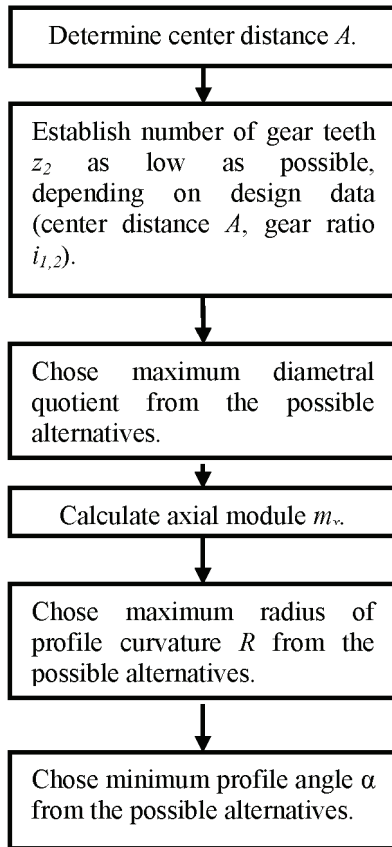 Determine center distance A.
Establish number of gear teeth
z2 as low as possible,
depending on design data
(center distance A, gear ratio
i1,2).
Chose maximum diametral
quotient from the possible
alternatives.
Calculate axial module mx.
Chose maximum radius of
profile curvature R from the
possible alternatives.
Chose minimum profile angle α
from the possible alternatives.